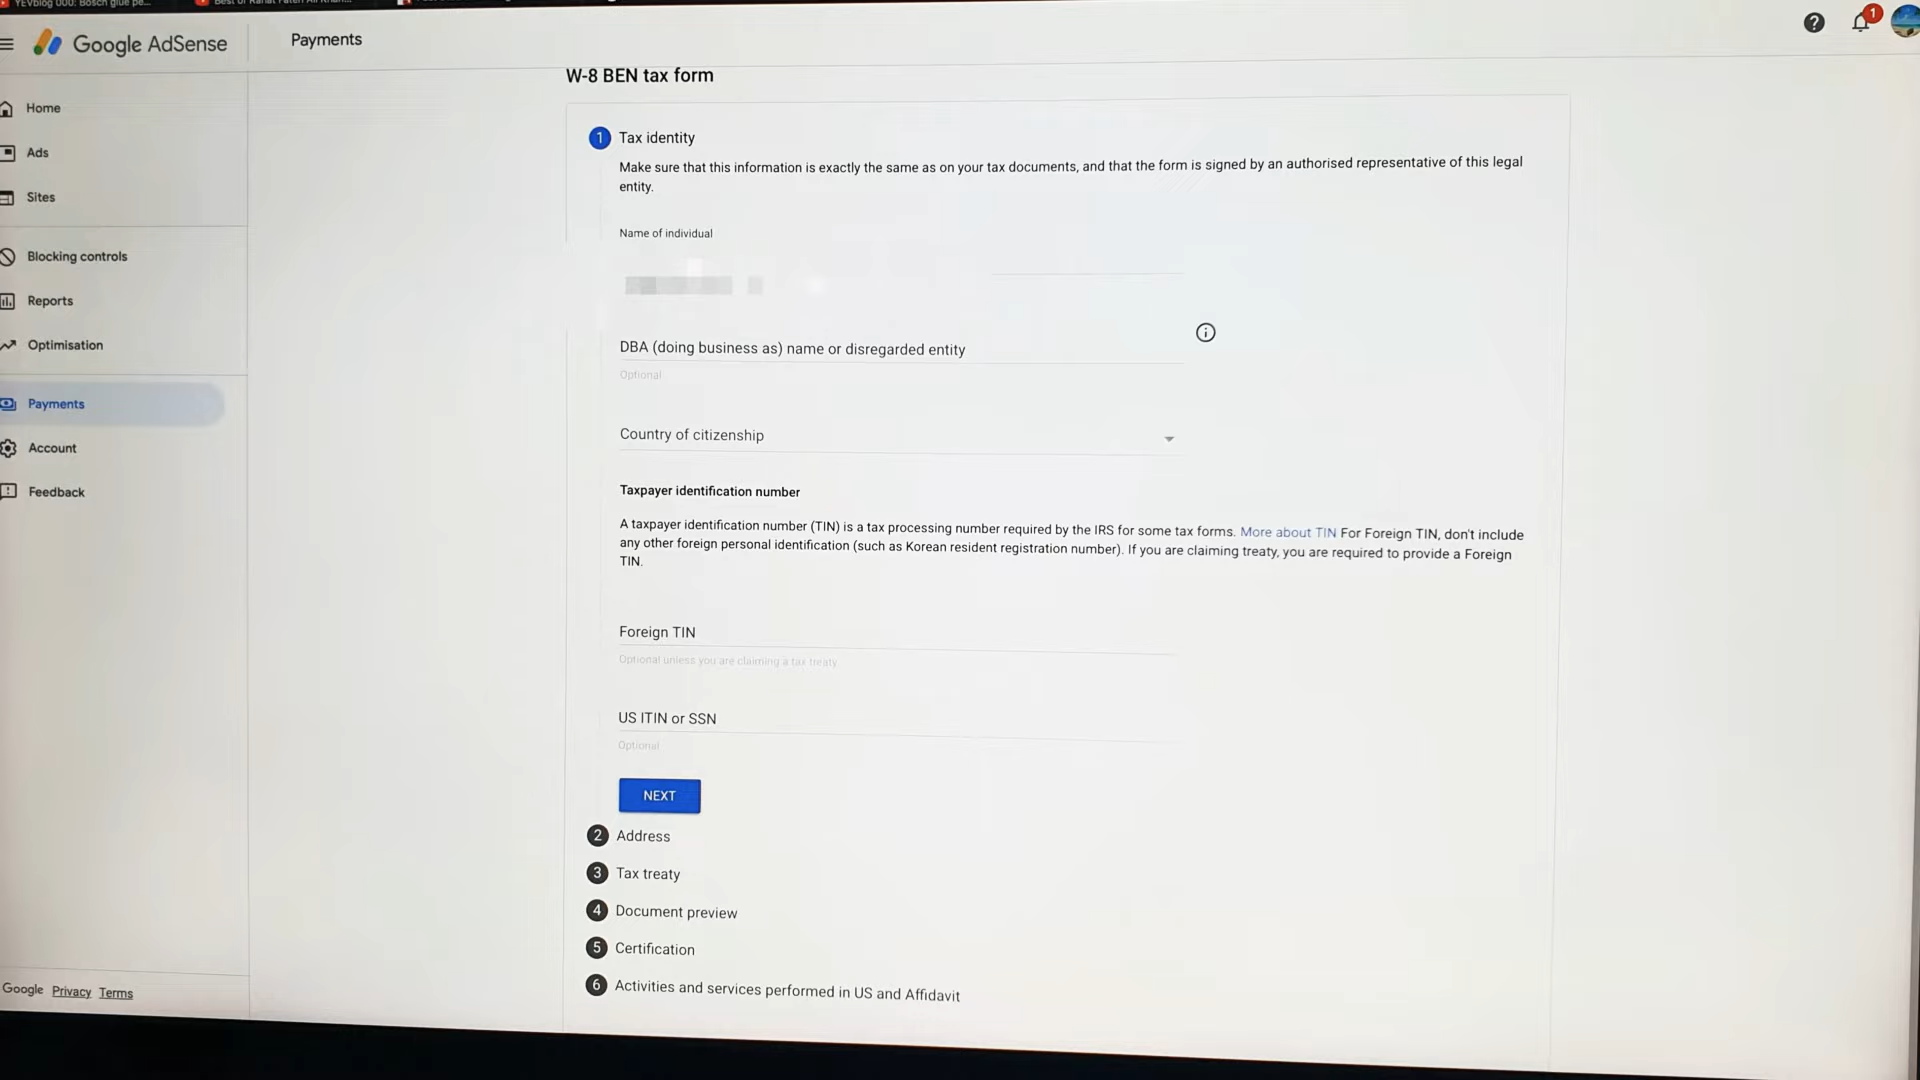 YEVblog 000: Bosch glue pe...
Google AdSense
Payments
1
Home
Ads
Sites
Blocking controls
Reports
Optimisation
Payments
Account
Feedback
Google Privacy Terms
W-8 BEN tax form
1 Tax identity
Make sure that this information is exactly the same as on your tax documents, and that the form is signed by an authorised representative of this legal
entity.
Name of individual
DBA (doing business as) name or disregarded entity
Optional
Country of citizenship
Taxpayer identification number
A taxpayer identification number (TIN) is a tax processing number required by the IRS for some tax forms. More about TIN For Foreign TIN, don't include
any other foreign personal identification (such as Korean resident registration number). If you are claiming treaty, you are required to provide a Foreign
TIN.
Foreign TIN
Optional unless you are claiming a tax treaty
US ITIN or SSN
Optional
NEXT
2 Address
3 Tax treaty
4 Document preview
5 Certification
6 Activities and services performed in US and Affidavit